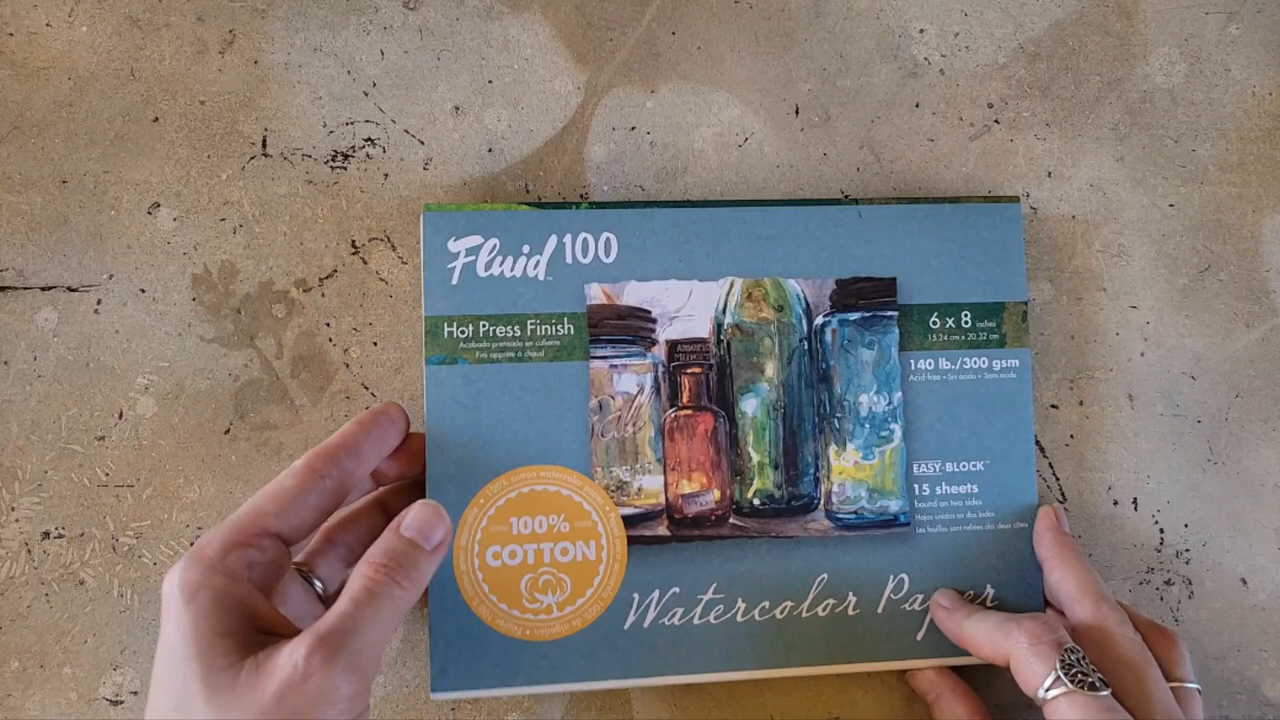 Fluid 100
Hot Press Finish
Acabado prensado en caliente
Fini apprêté à chaud
6 x 8 inches
15.24 cm x 20.32 cm
140 lb./300 gsm
Acid-free • Sin ácido • Sans acide
EASY-BLOCK™
15 sheets
bound on two sides
Hojas unidas en dos lados
Les feuilles sont reliées des deux côtés
100% cotton watercolor paper
100%
COTTON
Watercolor Paper
Ball